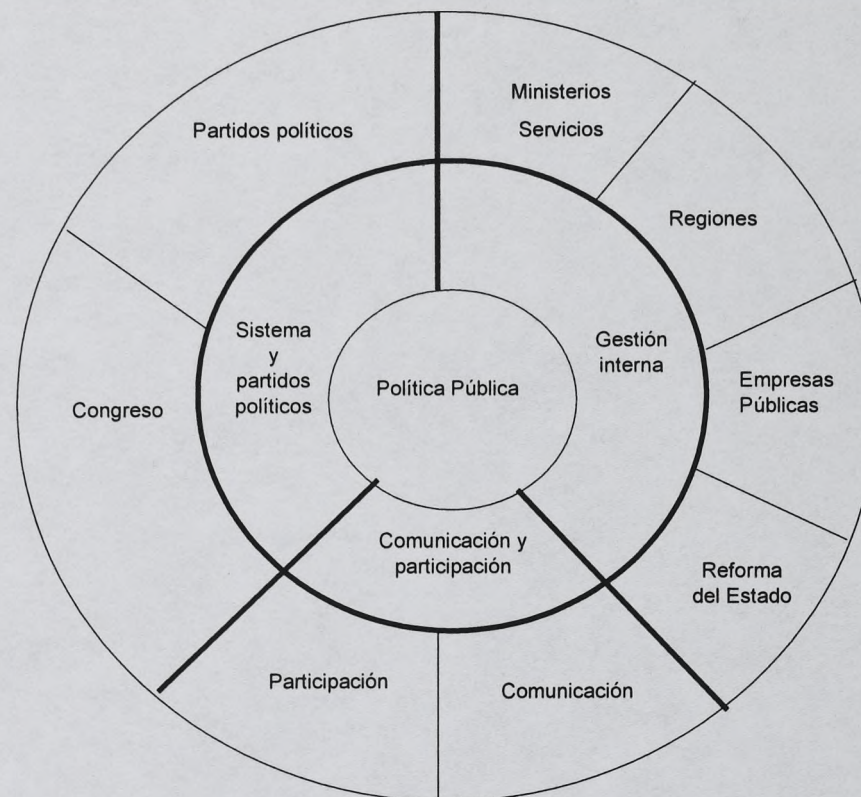 Partidos políticos
Ministerios
Servicios
Regiones
Sistema
y
partidos
políticos
Política Pública
Gestión
interna
Congreso
Empresas
Públicas
Comunicación y
participación
Reforma
del Estado
Participación
Comunicación